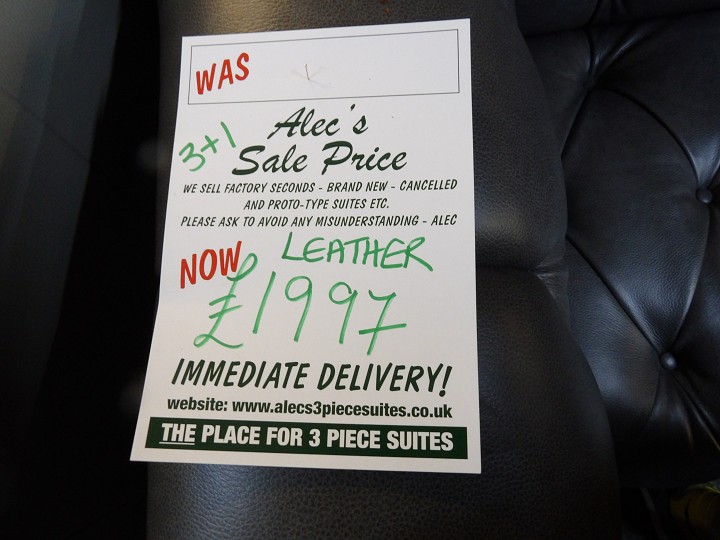 WAS
3+1
Alec's
Sale Price
WE SELL FACTORY SECONDS - BRAND NEW - CANCELLED
AND PROTO-TYPE SUITES ETC.
PLEASE ASK TO AVOID ANY MISUNDERSTANDING - ALEC
NOW LEATHER
£1997
IMMEDIATE DELIVERY!
website: www.alecs3piecesuites.co.uk
THE PLACE FOR 3 PIECE SUITES